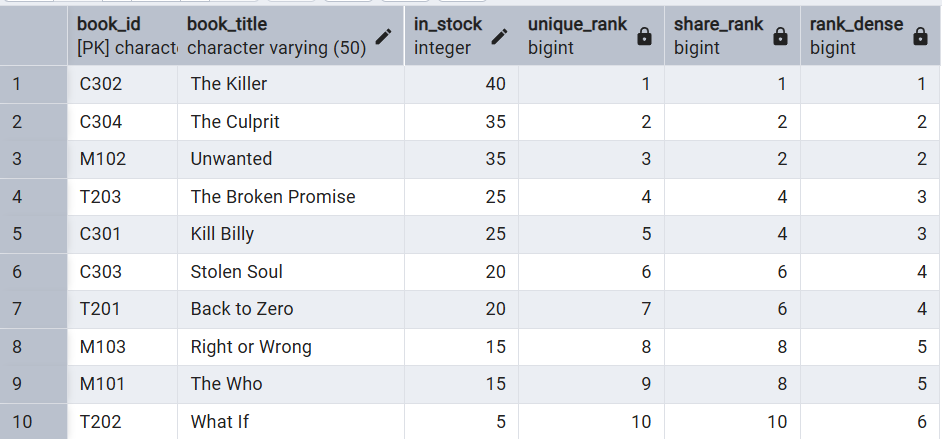 book_id book_title in_stock unique_rank share_rank rank_dense
[PK] charact character varying (50) integer bigint bigint bigint
1 C302 The Killer 40 1 1 1
2 C304 The Culprit 35 2 2 2
3 M102 Unwanted 35 3 2 2
4 T203 The Broken Promise 25 4 4 3
5 C301 Kill Billy 25 5 4 3
6 C303 Stolen Soul 20 6 6 4
7 T201 Back to Zero 20 7 6 4
8 M103 Right or Wrong 15 8 8 5
9 M101 The Who 15 9 8 5
10 T202 What If 5 10 10 6